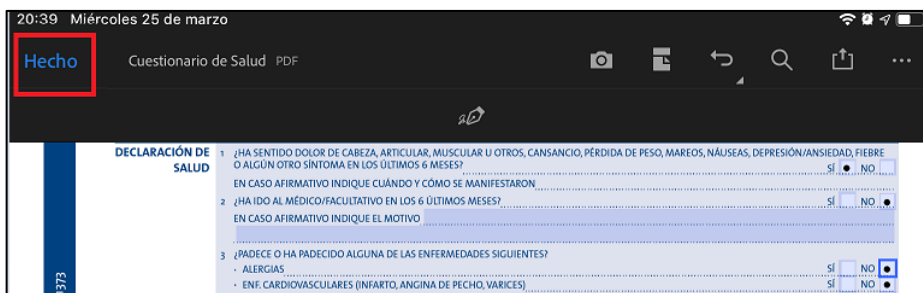 20:39 Miércoles 25 de marzo
Hecho
Cuestionario de Salud PDF
DECLARACIÓN DE SALUD
1 ¿HA SENTIDO DOLOR DE CABEZA, ARTICULAR, MUSCULAR U OTROS, CANSANCIO, PÉRDIDA DE PESO, MAREOS, NÁUSEAS, DEPRESIÓN/ANSIEDAD, FIEBRE
O ALGÚN OTRO SÍNTOMA EN LOS ÚLTIMOS 6 MESES? SÍ NO
EN CASO AFIRMATIVO INDIQUE CUÁNDO Y CÓMO SE MANIFESTARON
2 ¿HA IDO AL MÉDICO/FACULTATIVO EN LOS 6 ÚLTIMOS MESES? SÍ NO
EN CASO AFIRMATIVO INDIQUE EL MOTIVO
3 ¿PADECE O HA PADECIDO ALGUNA DE LAS ENFERMEDADES SIGUIENTES?
· ALERGIAS SÍ NO
· ENF. CARDIOVASCULARES (INFARTO, ANGINA DE PECHO, VARICES) SÍ NO
373